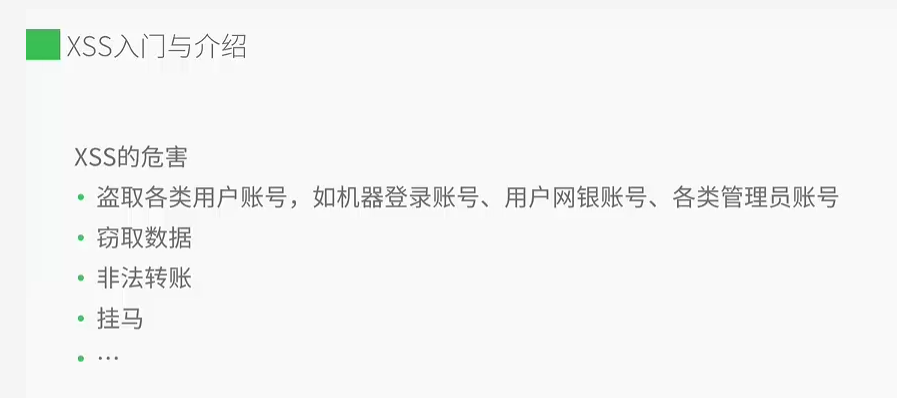 XSS入门与介绍
XSS的危害
• 盗取各类用户账号，如机器登录账号、用户网银账号、各类管理员账号
• 窃取数据
• 非法转账
• 挂马
• …